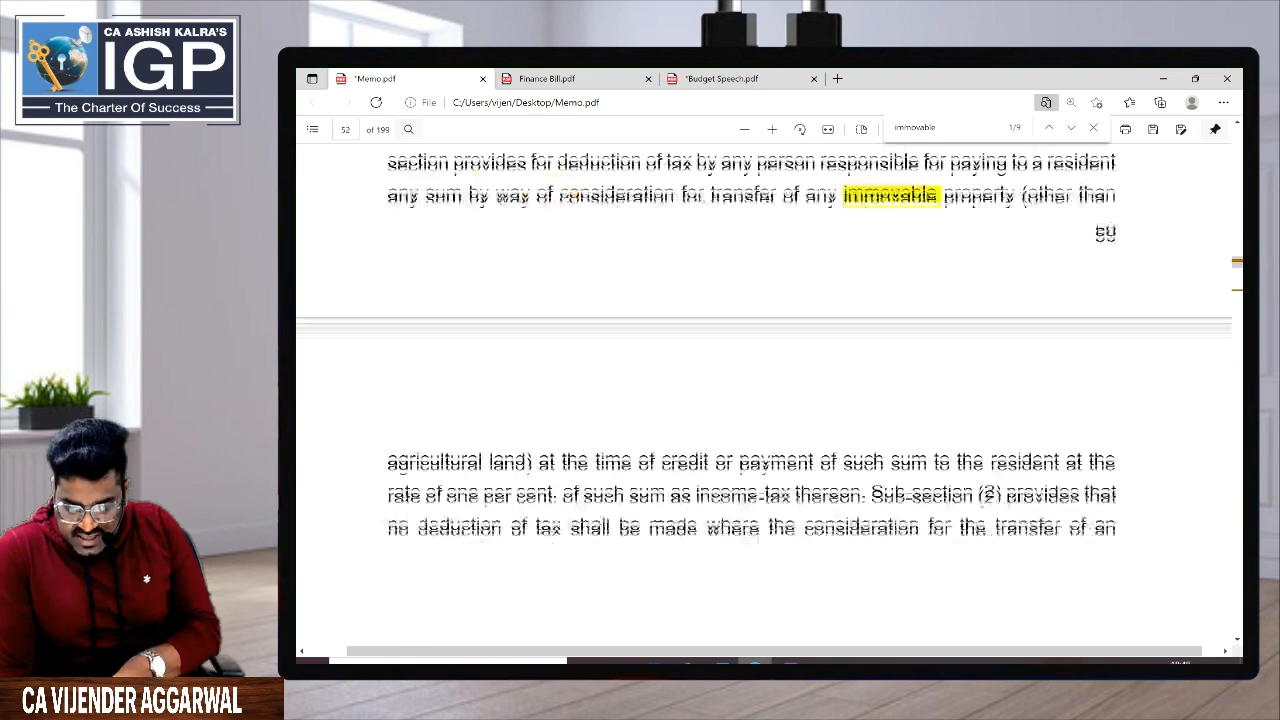 CA ASHISH KALRA'S
IGP
The Charter Of Success
*Memo.pdf
Finance Bill.pdf
*Budget Speech.pdf
File
C:/Users/vijen/Desktop/Memo.pdf
52
of 199
immovable
1/9
section provides for deduction of tax by any person responsible for paying to a resident
any sum by way of consideration for transfer of any immovable property (other than
agricultural land) at the time of credit or payment of such sum to the resident at the
rate of one per cent. of such sum as income-tax thereon. Sub-section (2) provides that
no deduction of tax shall be made where the consideration for the transfer of an
CA VIJENDER AGGARWAL